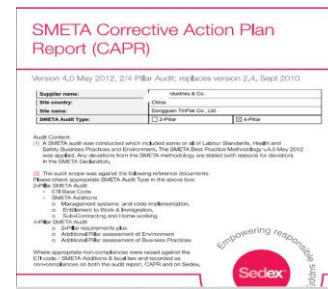 SMETA Corrective Action Plan
Report (CAPR)
Version 4.0 May 2012, 2/4 Pillar Audit; replaces version 2.4, Sept 2010
Supplier name: dustries & Co.
Site country: China
Site name: Dongguan TinPak Co., Ltd.
SMETA Audit Type: 2-Pillar 4-Pillar
Audit Content:
(1) A SMETA audit was conducted which included some or all of Labour Standards, Health and
Safety Business Practices and Environment. The SMETA Best Practice Methodology v4.0 May 2012
was applied. Any deviations from the SMETA methodology are stated (with reasons for deviation)
in the SMETA Declaration.
(2) The audit scope was against the following reference documents:
Please check appropriate SMETA Audit Type in the above box:
2-Pillar SMETA Audit
- ETI Base Code
- SMETA Additions
o Management systems and code implementation,
o Entitlement to Work & Immigration,
o Sub-Contracting and Home working
4-Pillar SMETA Audit
o 2-Pillar requirements plus
o Additional Pillar assessment of Environment
o Additional Pillar assessment of Business Practices
Where appropriate non-compliances were raised against the
ETI code / SMETA Additions & local law and recorded as
non-compliances on both the audit report, CAPR and on Sedex.
Empowering responsible supp
Sedex